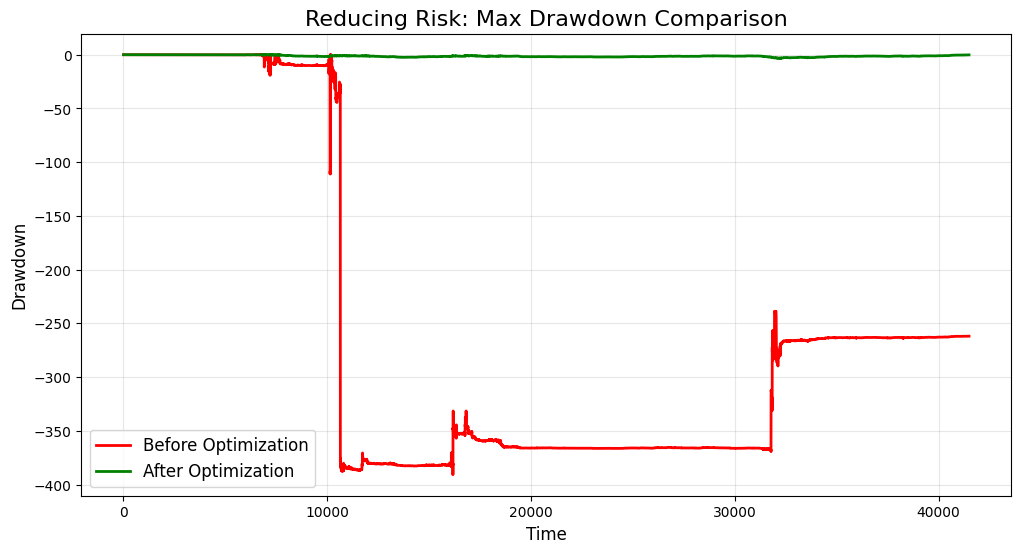 Reducing Risk: Max Drawdown Comparison
Drawdown
0
−50
−100
−150
−200
−250
−300
−350
−400
Before Optimization
After Optimization
0
10000
20000
30000
40000
Time